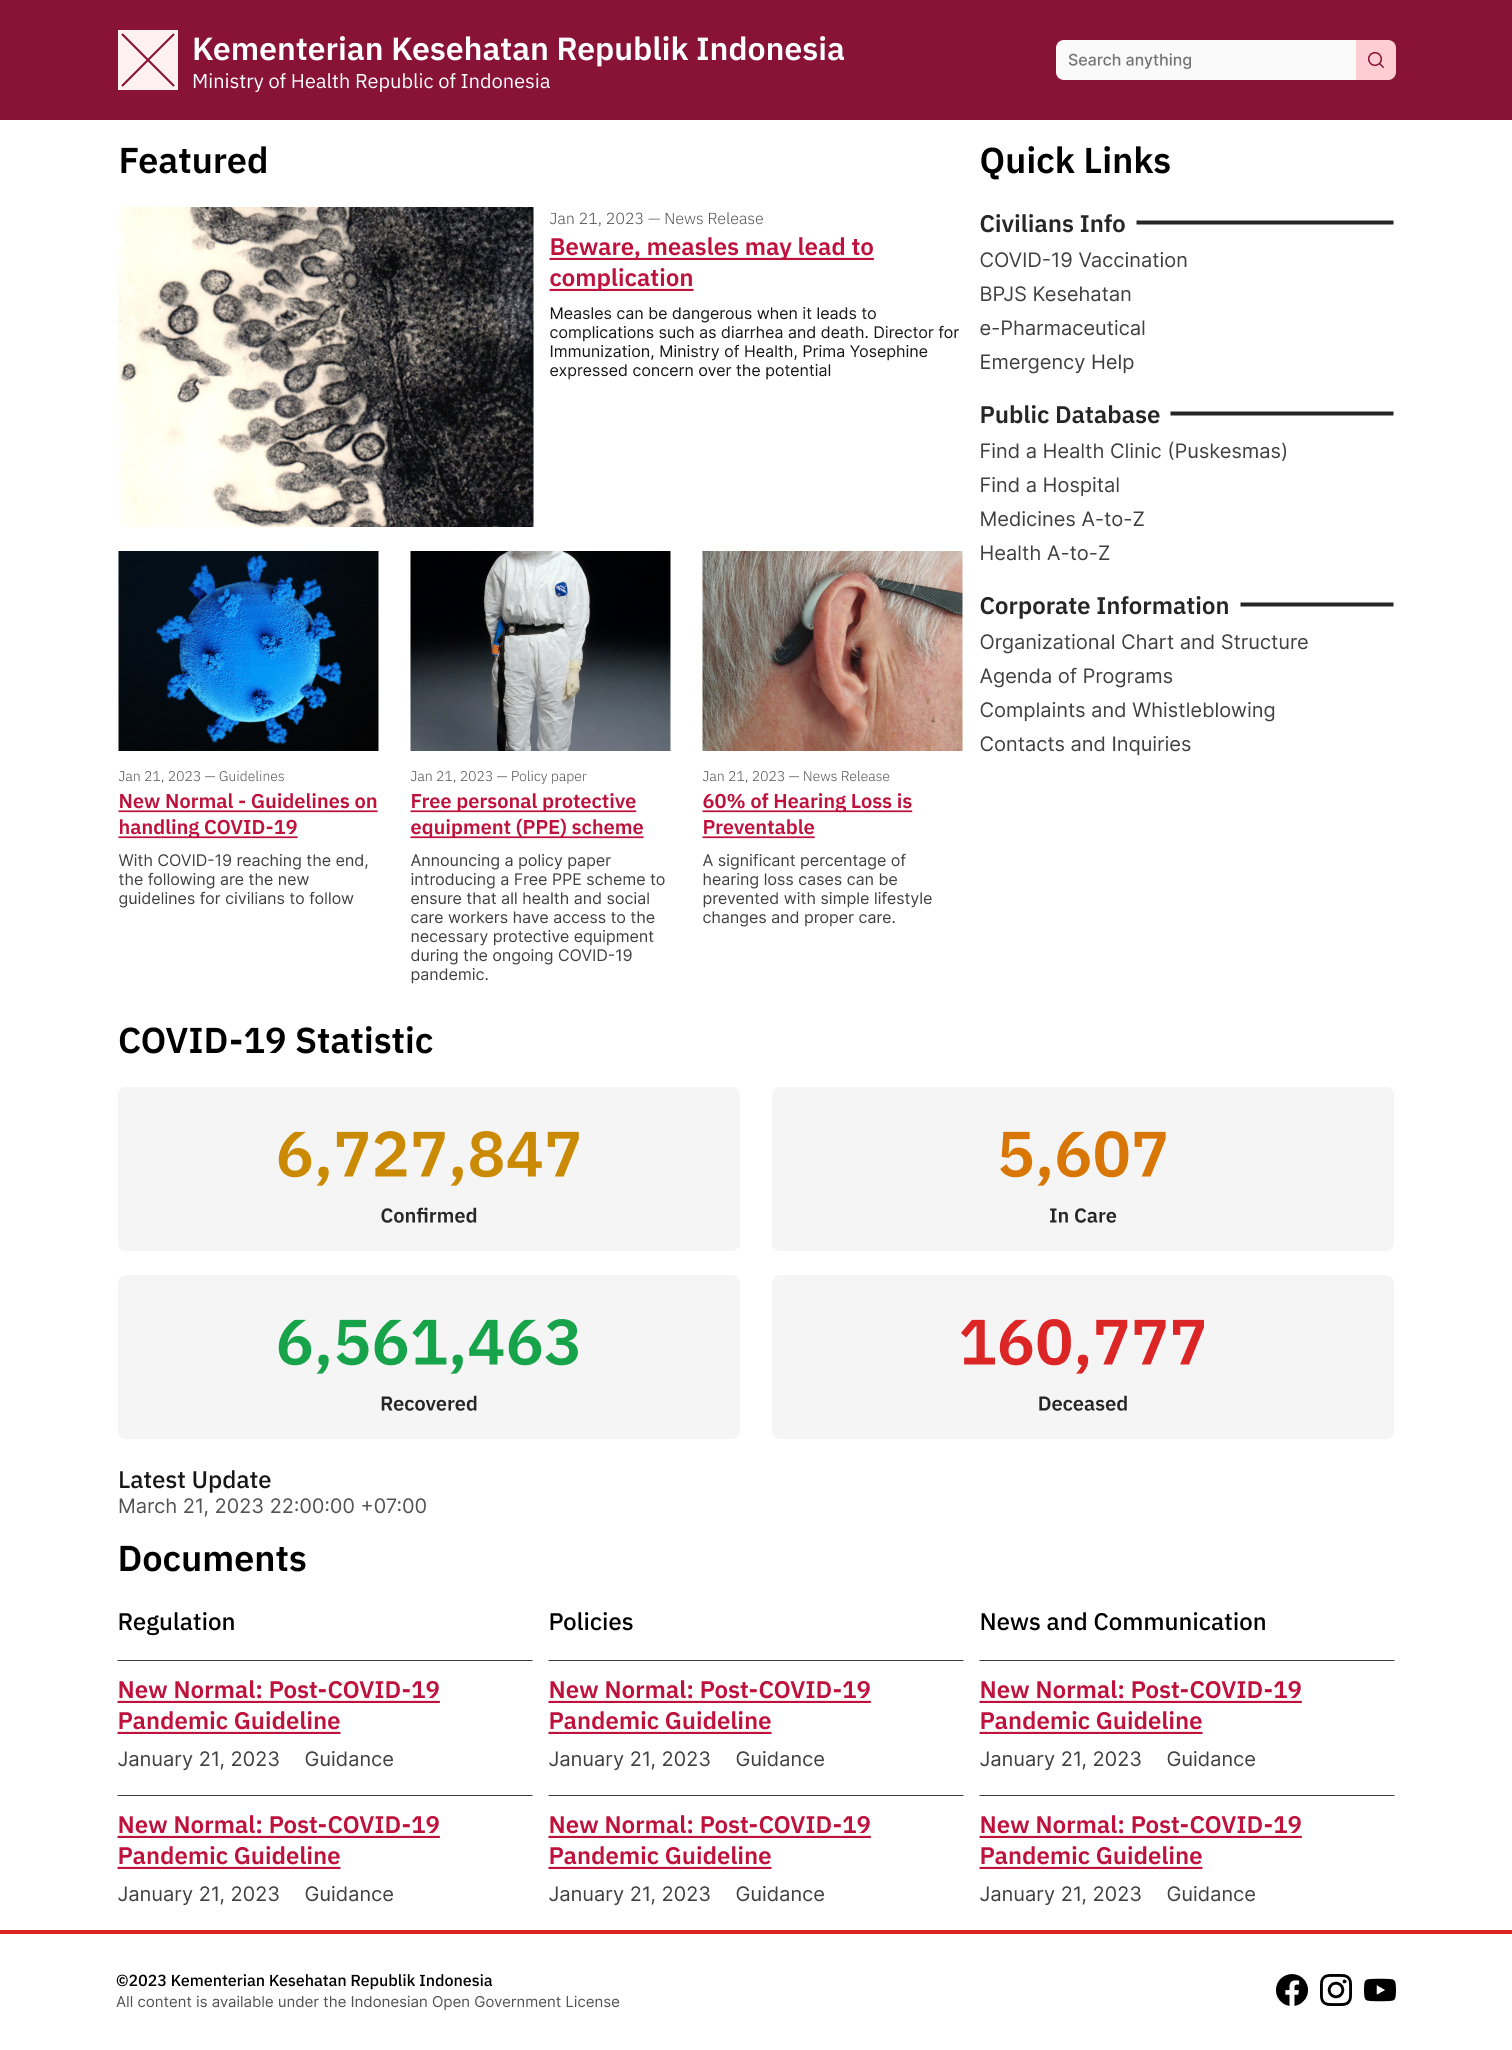 Kementerian Kesehatan Republik Indonesia
Ministry of Health Republic of Indonesia
Search anything
Featured
Jan 21, 2023 — News Release
Beware, measles may lead to
complication
Measles can be dangerous when it leads to
complications such as diarrhea and death. Director for
Immunization, Ministry of Health, Prima Yosephine
expressed concern over the potential
Jan 21, 2023 — Guidelines
New Normal - Guidelines on
handling COVID-19
With COVID-19 reaching the end,
the following are the new
guidelines for civilians to follow
Jan 21, 2023 — Policy paper
Free personal protective
equipment (PPE) scheme
Announcing a policy paper
introducing a Free PPE scheme to
ensure that all health and social
care workers have access to the
necessary protective equipment
during the ongoing COVID-19
pandemic.
Jan 21, 2023 — News Release
60% of Hearing Loss is
Preventable
A significant percentage of
hearing loss cases can be
prevented with simple lifestyle
changes and proper care.
Quick Links
Civilians Info
COVID-19 Vaccination
BPJS Kesehatan
e-Pharmaceutical
Emergency Help
Public Database
Find a Health Clinic (Puskesmas)
Find a Hospital
Medicines A-to-Z
Health A-to-Z
Corporate Information
Organizational Chart and Structure
Agenda of Programs
Complaints and Whistleblowing
Contacts and Inquiries
COVID-19 Statistic
6,727,847
Confirmed
5,607
In Care
6,561,463
Recovered
160,777
Deceased
Latest Update
March 21, 2023 22:00:00 +07:00
Documents
Regulation
New Normal: Post-COVID-19
Pandemic Guideline
January 21, 2023 Guidance
New Normal: Post-COVID-19
Pandemic Guideline
January 21, 2023 Guidance
Policies
New Normal: Post-COVID-19
Pandemic Guideline
January 21, 2023 Guidance
New Normal: Post-COVID-19
Pandemic Guideline
January 21, 2023 Guidance
News and Communication
New Normal: Post-COVID-19
Pandemic Guideline
January 21, 2023 Guidance
New Normal: Post-COVID-19
Pandemic Guideline
January 21, 2023 Guidance
©2023 Kementerian Kesehatan Republik Indonesia
All content is available under the Indonesian Open Government License